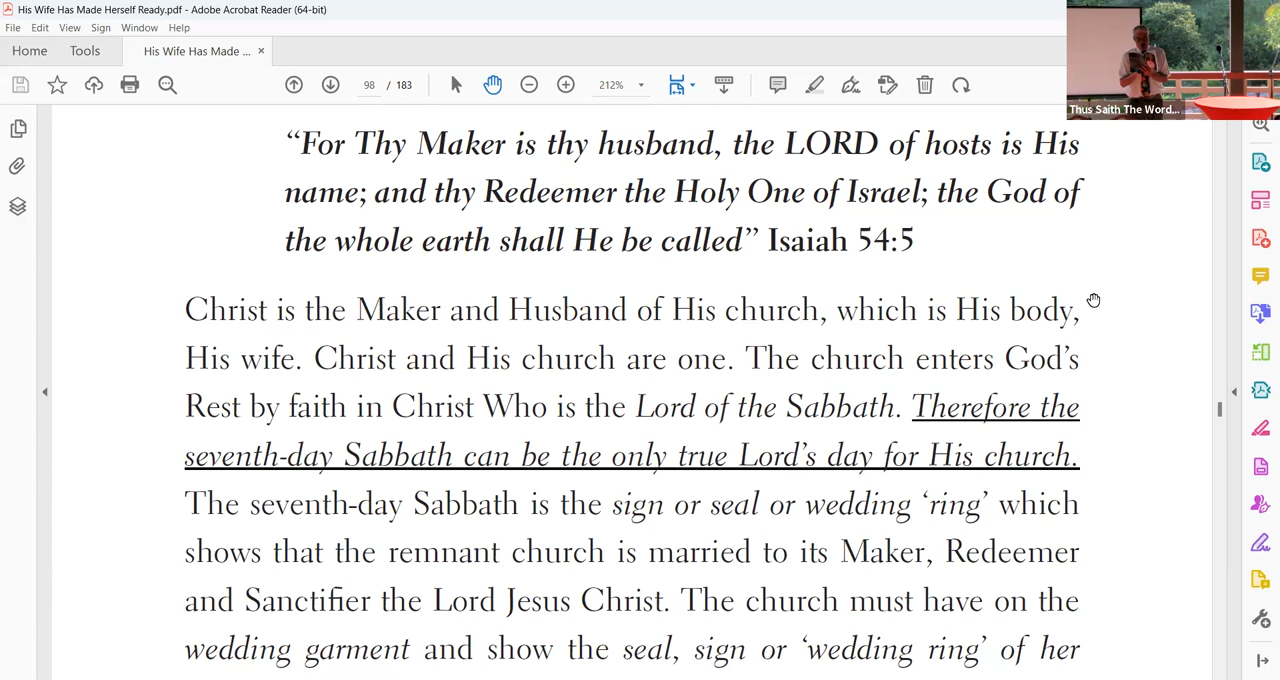 His Wife Has Made Herself Ready.pdf - Adobe Acrobat Reader (64-bit)
File Edit View Sign Window Help
Home Tools His Wife Has Made ... ×
98 / 183 212%
Thus Saith The Word...
“For Thy Maker is thy husband, the LORD of hosts is His
name; and thy Redeemer the Holy One of Israel; the God of
the whole earth shall He be called” Isaiah 54:5
Christ is the Maker and Husband of His church, which is His body,
His wife. Christ and His church are one. The church enters God’s
Rest by faith in Christ Who is the Lord of the Sabbath. Therefore the
seventh-day Sabbath can be the only true Lord’s day for His church.
The seventh-day Sabbath is the sign or seal or wedding ‘ring’ which
shows that the remnant church is married to its Maker, Redeemer
and Sanctifier the Lord Jesus Christ. The church must have on the
wedding garment and show the seal, sign or ‘wedding ring’ of her